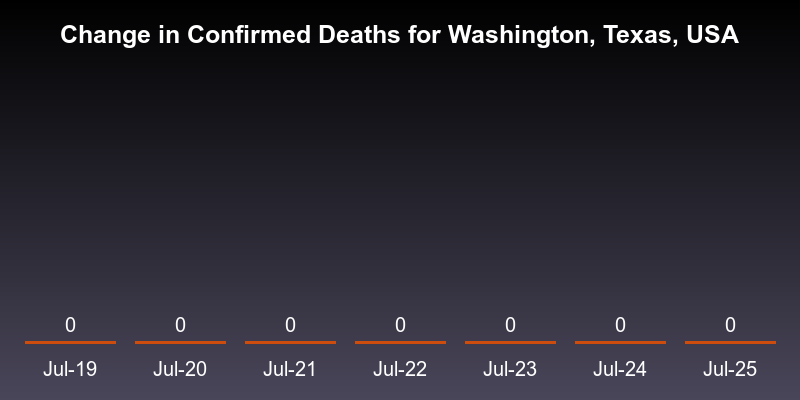 Change in Confirmed Deaths for Washington, Texas, USA
0 0 0 0 0 0 0
Jul-19 Jul-20 Jul-21 Jul-22 Jul-23 Jul-24 Jul-25